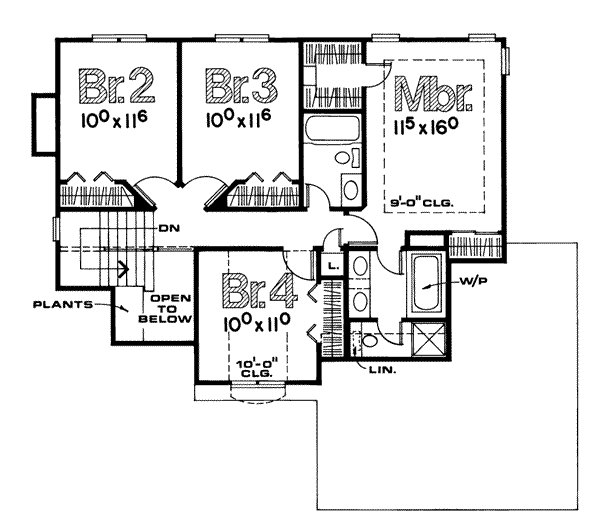 Br. 2
10⁰ x 11⁶
Br. 3
10⁰ x 11⁶
Mbr.
11⁵ x 16⁰
9'-0" CLG.
DN
L.
W/P
PLANTS
OPEN
TO
BELOW
Br. 4
10⁰ x 11⁰
10'-0"
CLG.
LIN.